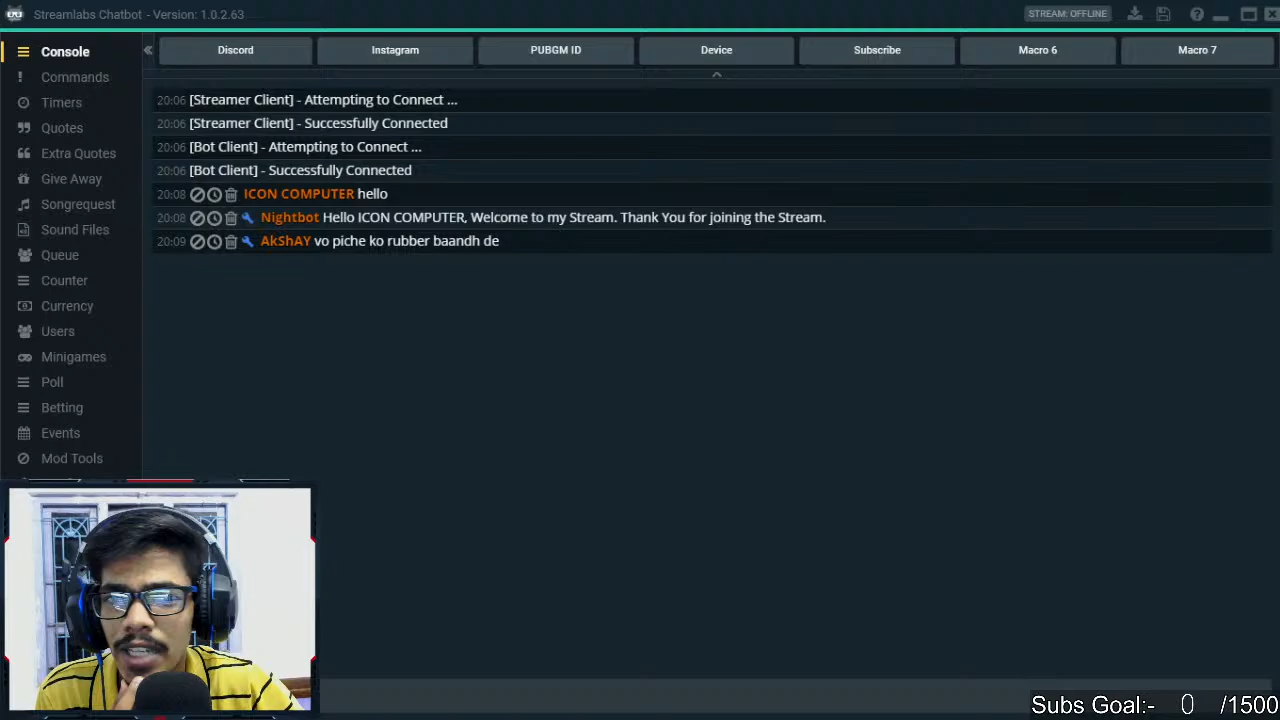 Streamlabs Chatbot - Version: 1.0.2.63
STREAM: OFFLINE
Console
Commands
Timers
Quotes
Extra Quotes
Give Away
Songrequest
Sound Files
Queue
Counter
Currency
Users
Minigames
Poll
Betting
Events
Mod Tools
Discord
Instagram
PUBGM ID
Device
Subscribe
Macro 6
Macro 7
20:06 [Streamer Client] - Attempting to Connect ...
20:06 [Streamer Client] - Successfully Connected
20:06 [Bot Client] - Attempting to Connect ...
20:06 [Bot Client] - Successfully Connected
20:08 ICON COMPUTER hello
20:08 Nightbot Hello ICON COMPUTER, Welcome to my Stream. Thank You for joining the Stream.
20:09 AkShAY vo piche ko rubber baandh de
Subs Goal:- 0 /1500